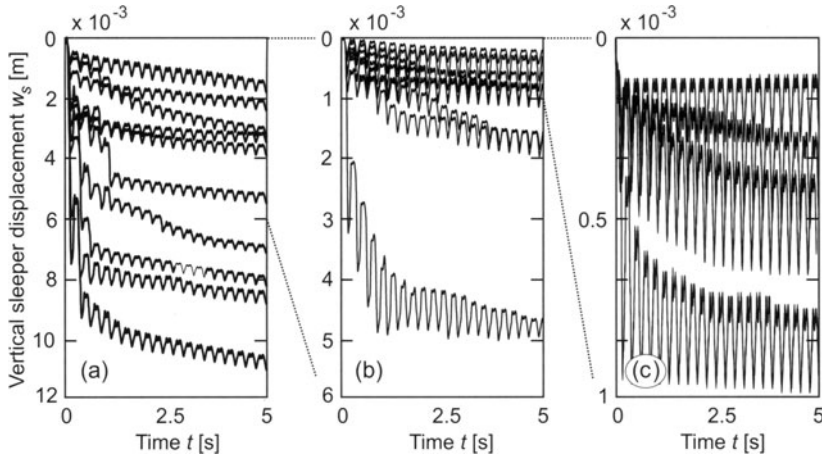 x 10⁻³ x 10⁻³ x 10⁻³
Vertical sleeper displacement wₛ [m]
0
2
4
6
8
10
12
(a)
0 2.5 5
Time t [s]
0
1
2
3
4
5
6
(b)
0 2.5 5
Time t [s]
0
0.5
1
(c)
0 2.5 5
Time t [s]